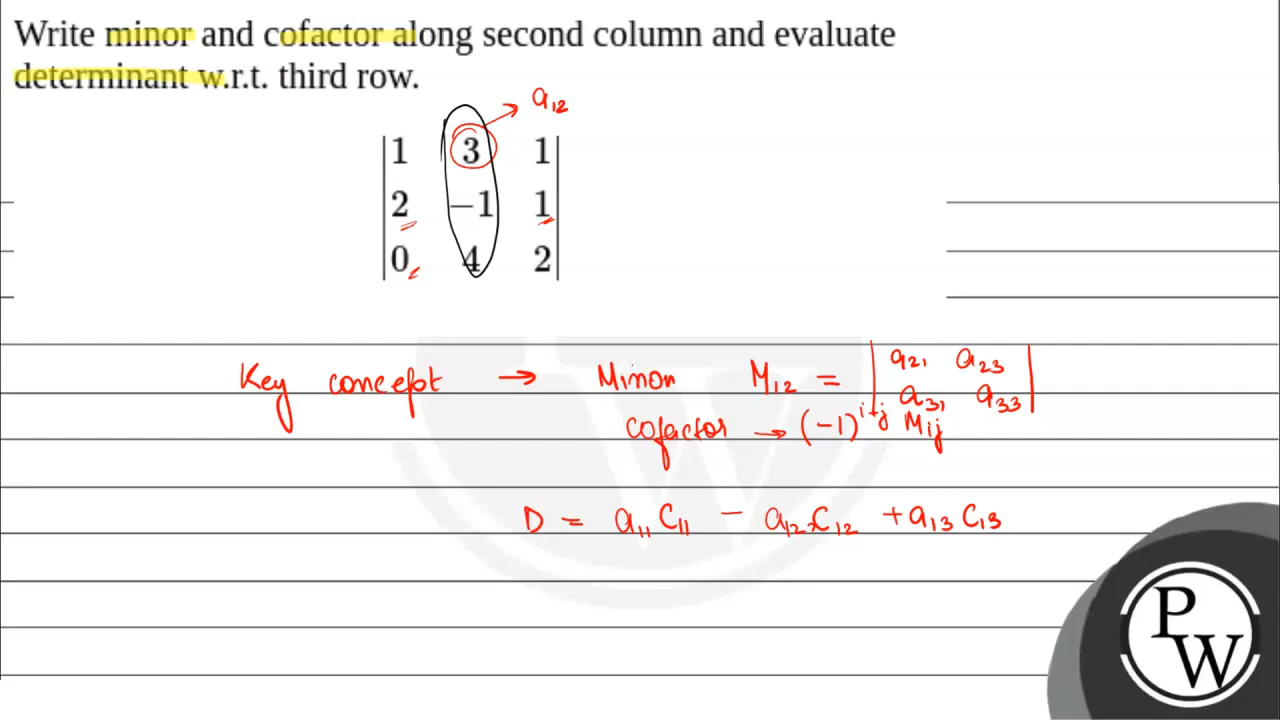 Write minor and cofactor along second column and evaluate
determinant w.r.t. third row.
a₁₂
|1 3 1|
|2 −1 1|
|0 4 2|
Key concept → Minor M₁₂ = |a₂₁ a₂₃|
|a₃₁ a₃₃|
cofactor → (-1)^i+j Mij
D = a₁₁ C₁₁ - a₁₂ C₁₂ + a₁₃ C₁₃
P
W